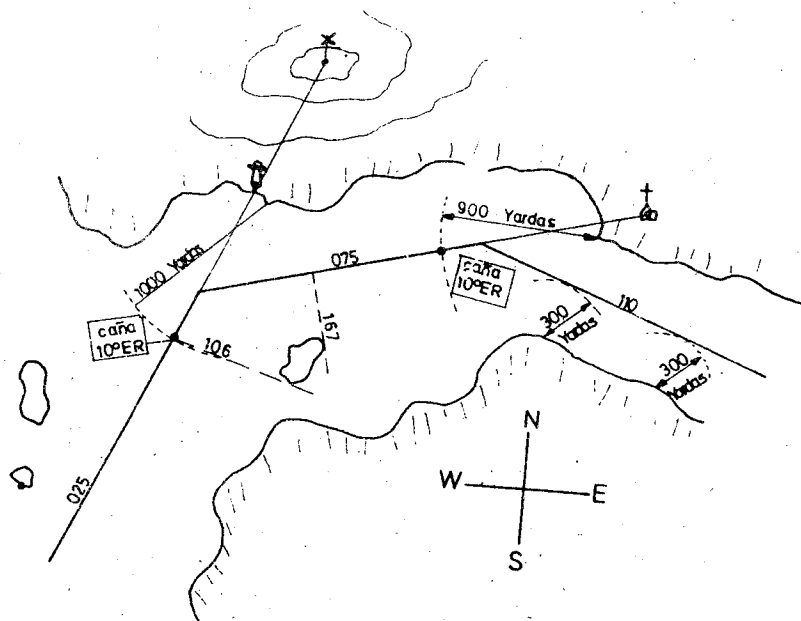 900 Yardas
1000 Yardas
075
caña
10ºER
caña
10ºER
106
167
300
Yardas
110
300
Yardas
025
N
W E
S